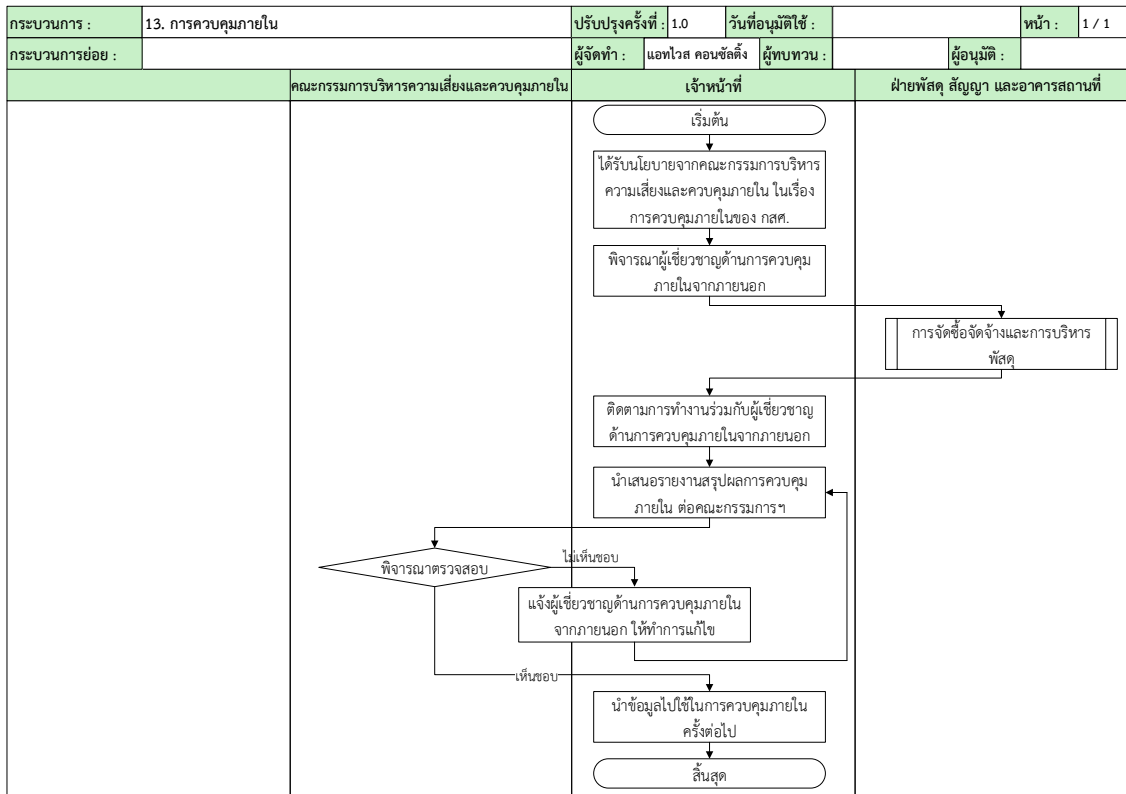 กระบวนการ : 13. การควบคุมภายใน ปรับปรุงครั้งที่ : 1.0 วันที่อนุมัติใช้ : หน้า : 1 / 1
กระบวนการย่อย : ผู้จัดทำ : แอทไวส คอนซัลติ้ง ผู้ทบทวน : ผู้อนุมัติ :
คณะกรรมการบริหารความเสี่ยงและควบคุมภายใน เจ้าหน้าที่ ฝ่ายพัสดุ สัญญา และอาคารสถานที่
เริ่มต้น
ได้รับนโยบายจากคณะกรรมการบริหาร
ความเสี่ยงและควบคุมภายใน ในเรื่อง
การควบคุมภายในของ กสศ.
พิจารณาผู้เชี่ยวชาญด้านการควบคุม
ภายในจากภายนอก
การจัดซื้อจัดจ้างและการบริหาร
พัสดุ
ติดตามการทำงานร่วมกับผู้เชี่ยวชาญ
ด้านการควบคุมภายในจากภายนอก
นำเสนอรายงานสรุปผลการควบคุม
ภายใน ต่อคณะกรรมการฯ
พิจารณาตรวจสอบ
ไม่เห็นชอบ
แจ้งผู้เชี่ยวชาญด้านการควบคุมภายใน
จากภายนอก ให้ทำการแก้ไข
เห็นชอบ
นำข้อมูลไปใช้ในการควบคุมภายใน
ครั้งต่อไป
สิ้นสุด